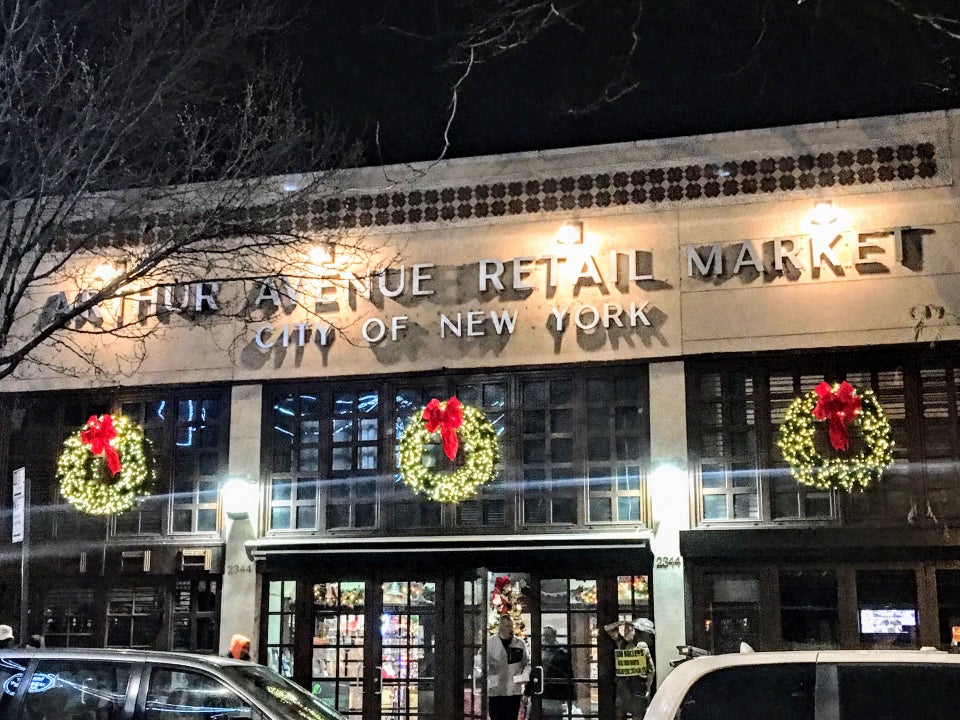 ARTHUR AVENUE RETAIL MARKET
CITY OF NEW YORK
2344
2344